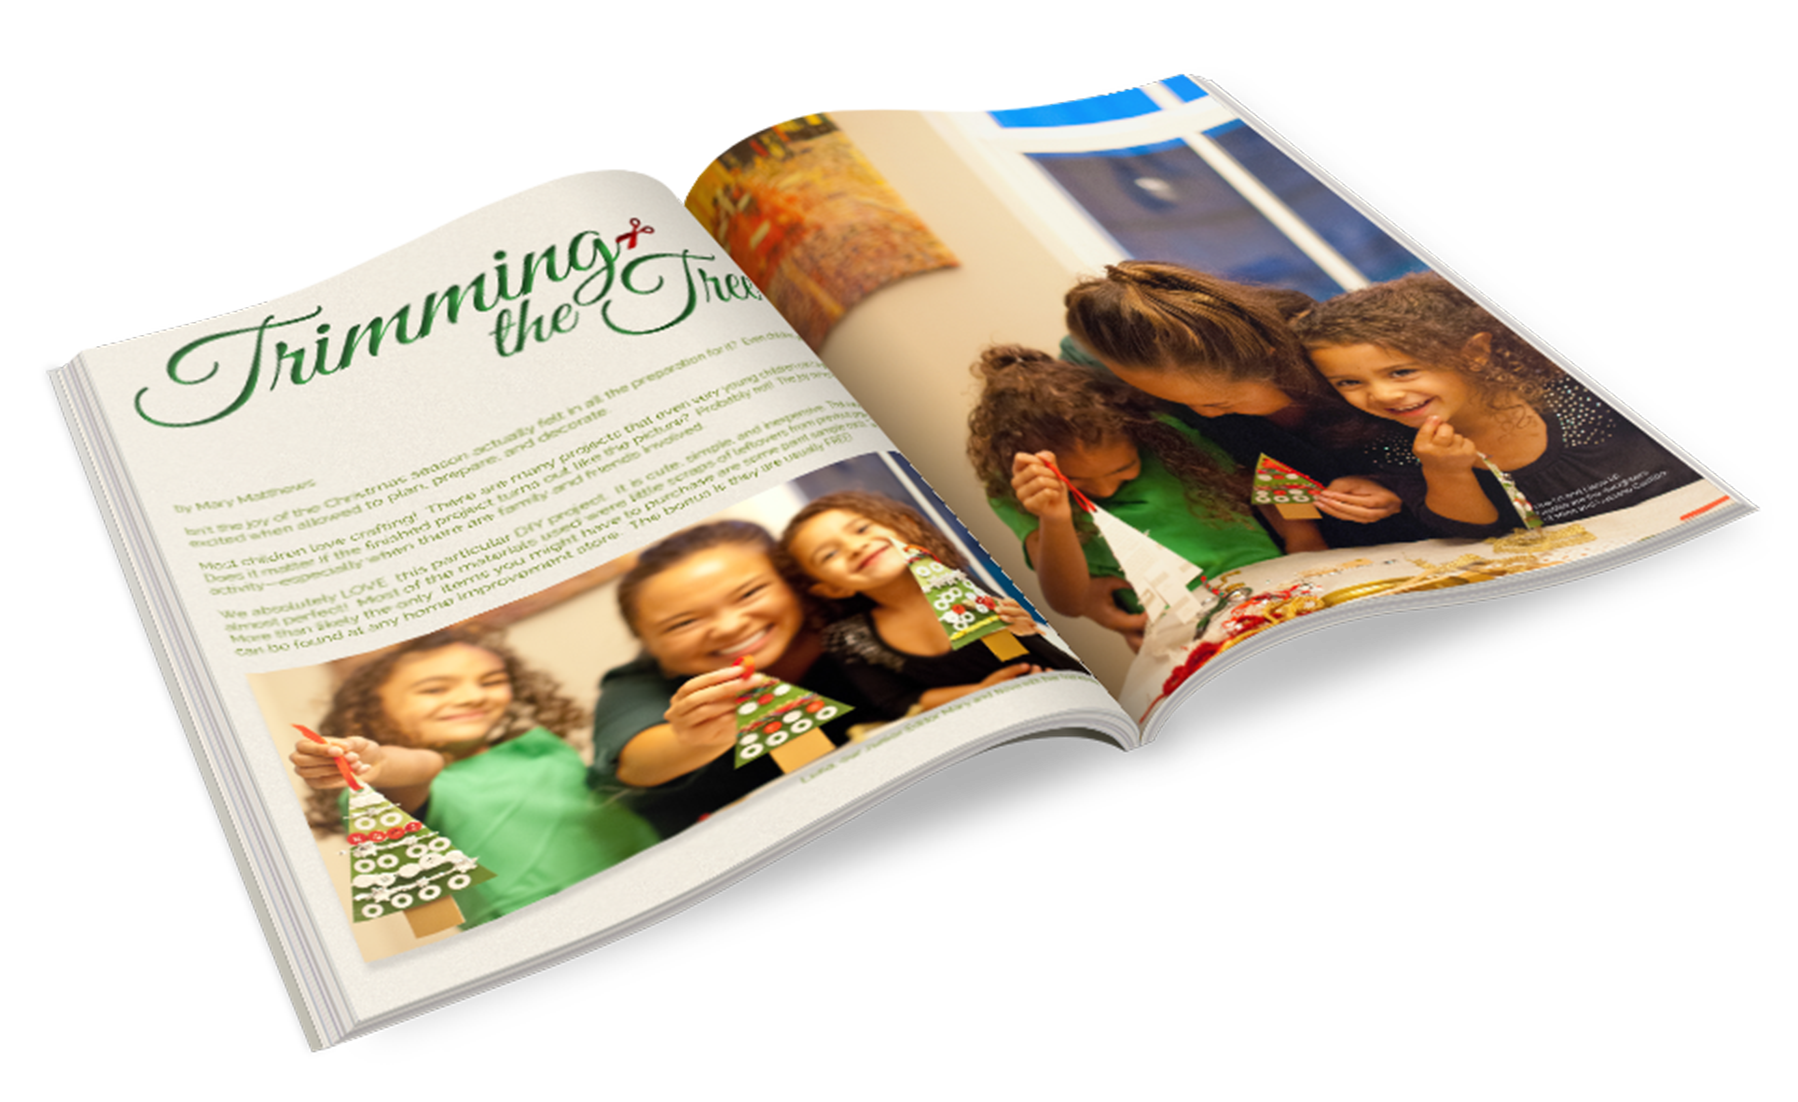 Trimming
the Tree
by Mary Matthews
Isn't the joy of the Christmas season actually felt in all the preparation for it? Even
excited when allowed to plan, prepare, and decorate.
Most children love crafting! There are many projects that even very young children
Does it matter if the finished project turns out like the picture? Probably not! The joy
activity—especially when there are family and friends involved.
We absolutely LOVE this particular DIY project. It is cute, simple, and inexpensive.
almost perfect! Most of the materials used were little scraps of leftovers from
More than likely the only items you might have to purchase are some paint sample
can be found at any home improvement store. The bonus is they are usually FREE!
Mary and